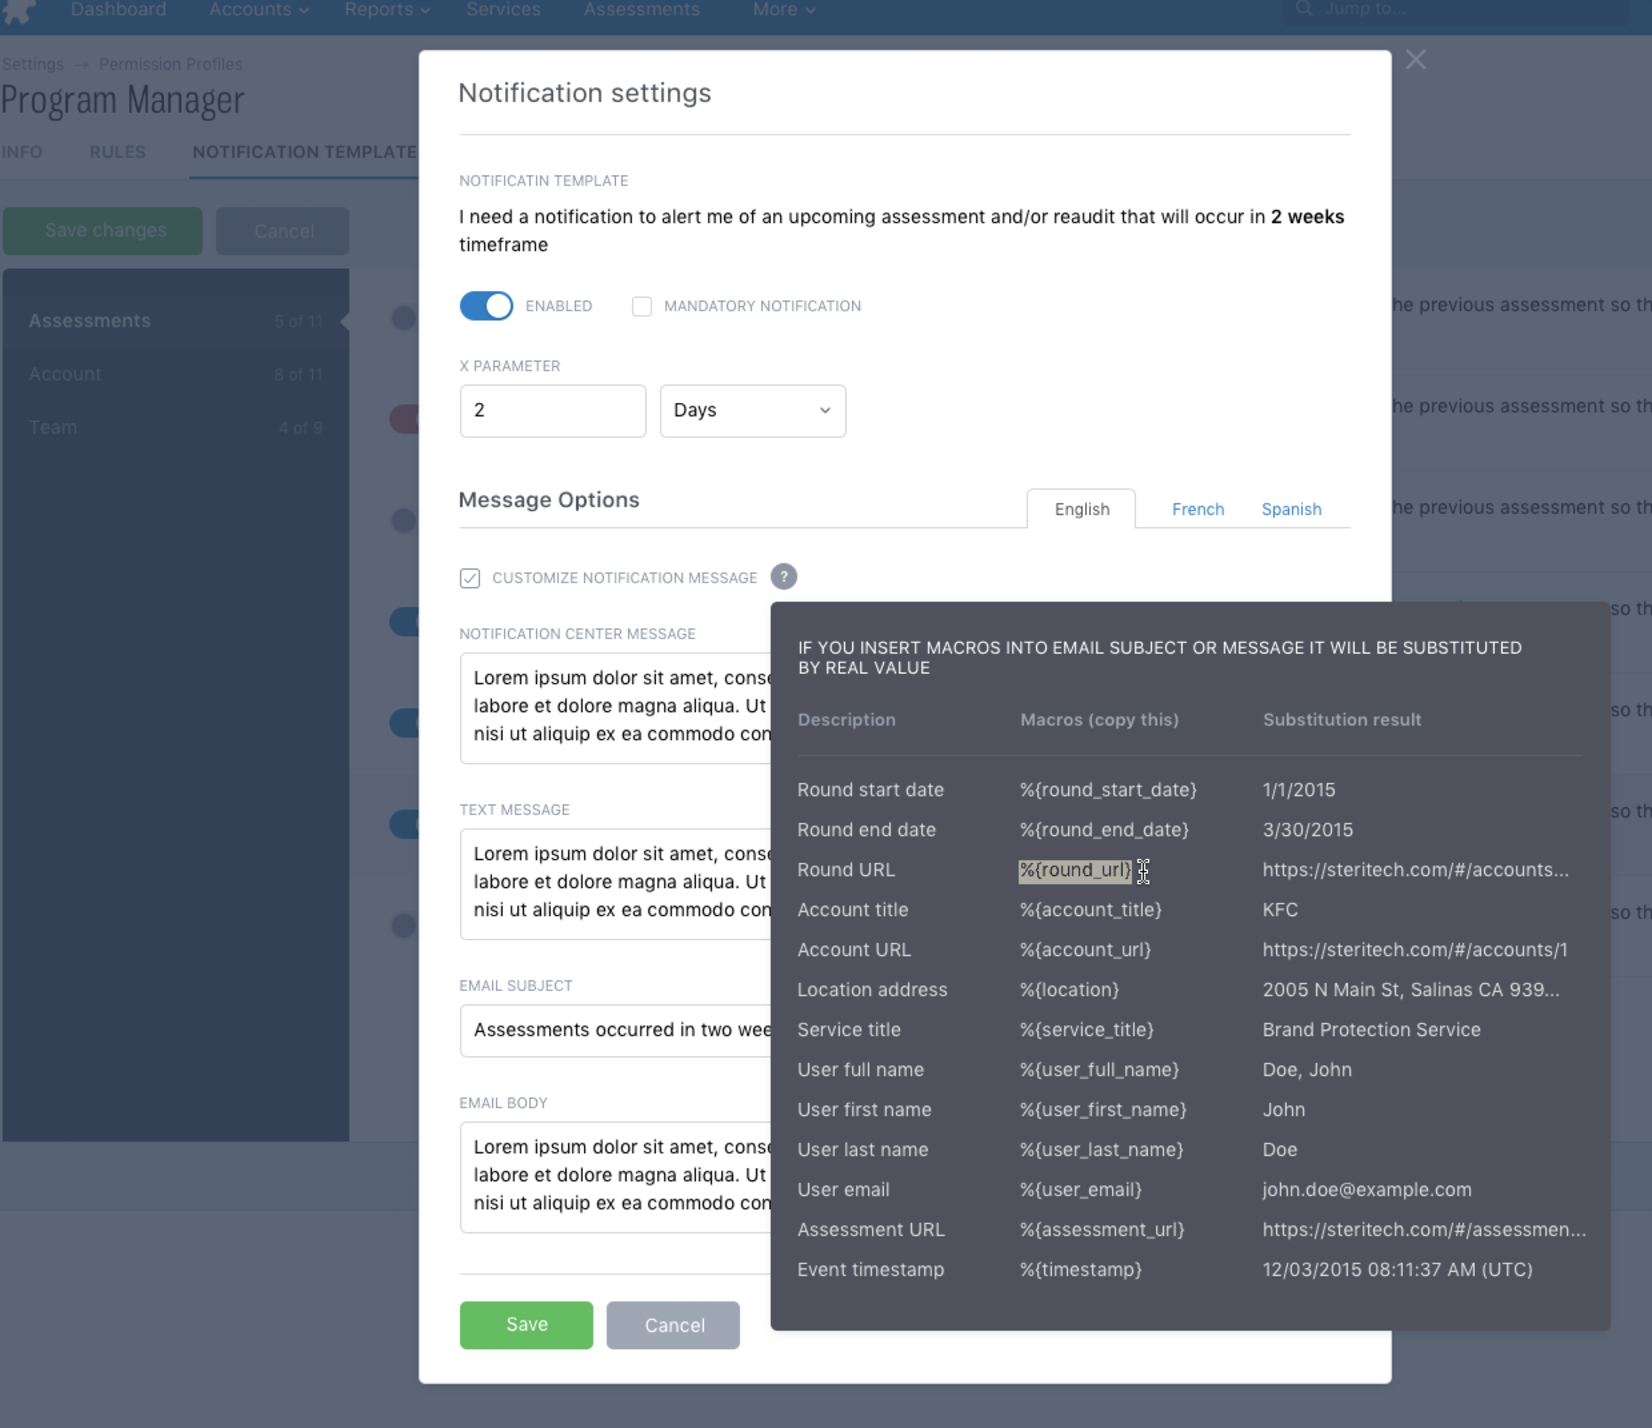 Dashboard Accounts Reports Services Assessments More Jump to...
Settings → Permission Profiles
Program Manager
INFO RULES NOTIFICATION TEMPLATE
Save changes Cancel
Assessments 5 of 11
Account 8 of 11
Team 4 of 9
he previous assessment so th
he previous assessment so th
he previous assessment so th
so th
so th
so th
so th
Notification settings
NOTIFICATIN TEMPLATE
I need a notification to alert me of an upcoming assessment and/or reaudit that will occur in 2 weeks
timeframe
ENABLED MANDATORY NOTIFICATION
X PARAMETER
2 Days
Message Options English French Spanish
CUSTOMIZE NOTIFICATION MESSAGE ?
NOTIFICATION CENTER MESSAGE
Lorem ipsum dolor sit amet, conse
labore et dolore magna aliqua. Ut
nisi ut aliquip ex ea commodo con
TEXT MESSAGE
Lorem ipsum dolor sit amet, conse
labore et dolore magna aliqua. Ut
nisi ut aliquip ex ea commodo con
EMAIL SUBJECT
Assessments occurred in two wee
EMAIL BODY
Lorem ipsum dolor sit amet, conse
labore et dolore magna aliqua. Ut
nisi ut aliquip ex ea commodo con
Save Cancel
IF YOU INSERT MACROS INTO EMAIL SUBJECT OR MESSAGE IT WILL BE SUBSTITUTED
BY REAL VALUE
Description Macros (copy this) Substitution result
Round start date %{round_start_date} 1/1/2015
Round end date %{round_end_date} 3/30/2015
Round URL %{round_url} https://steritech.com/#/accounts...
Account title %{account_title} KFC
Account URL %{account_url} https://steritech.com/#/accounts/1
Location address %{location} 2005 N Main St, Salinas CA 939...
Service title %{service_title} Brand Protection Service
User full name %{user_full_name} Doe, John
User first name %{user_first_name} John
User last name %{user_last_name} Doe
User email %{user_email} john.doe@example.com
Assessment URL %{assessment_url} https://steritech.com/#/assessmen...
Event timestamp %{timestamp} 12/03/2015 08:11:37 AM (UTC)